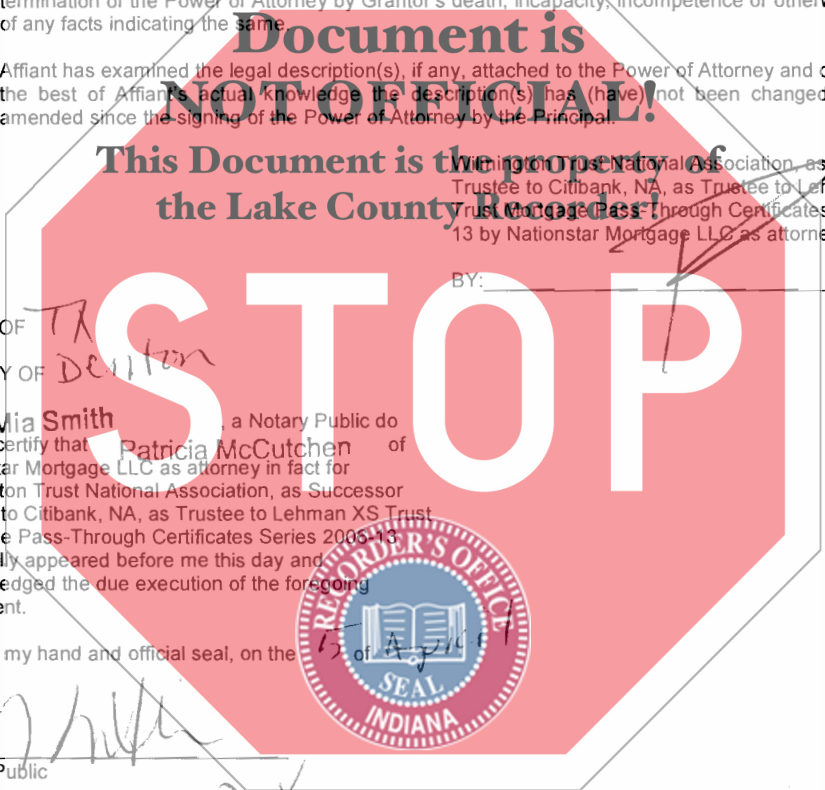 termination of the Power of Attorney by Grantor's death, incapacity, incompetence or otherw
of any facts indicating the same.
Document is
NOT OFFICIAL!
This Document is the property of
the Lake County Recorder!
Affiant has examined the legal description(s), if any, attached to the Power of Attorney and
the best of Affiant's actual knowledge the description(s) has (have) not been changed
amended since the signing of the Power of Attorney by the Principal.
Wilmington Trust National Association, as
Trustee to Citibank, NA, as Trustee to Leh
Trust Mortgage Pass-Through Certificates
13 by Nationstar Mortgage LLC as attorne
BY:
STOP
OF TX
Y OF Denton
Mia Smith , a Notary Public do
certify that Patricia McCutchen of
ar Mortgage LLC as attorney in fact for
ton Trust National Association, as Successor
to Citibank, NA, as Trustee to Lehman XS Trust
e Pass-Through Certificates Series 2006-13
lly appeared before me this day and
edged the due execution of the foregoing
ent.
my hand and official seal, on the 15 of April
RECORDER'S OFFICE
SEAL
INDIANA
Public